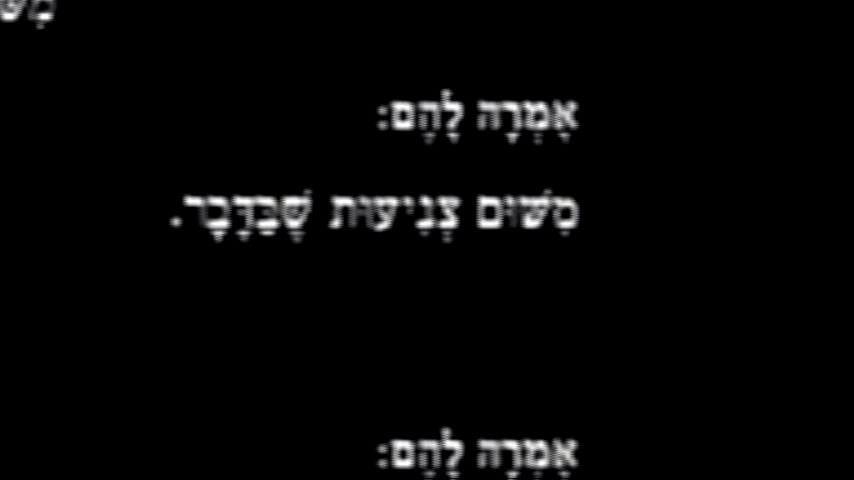 אָמְרָה לָהֶם:
מִשּׁוּם צְנִיעוּת שֶׁבַּדָּבָר.
אָמְרָה לָהֶם: